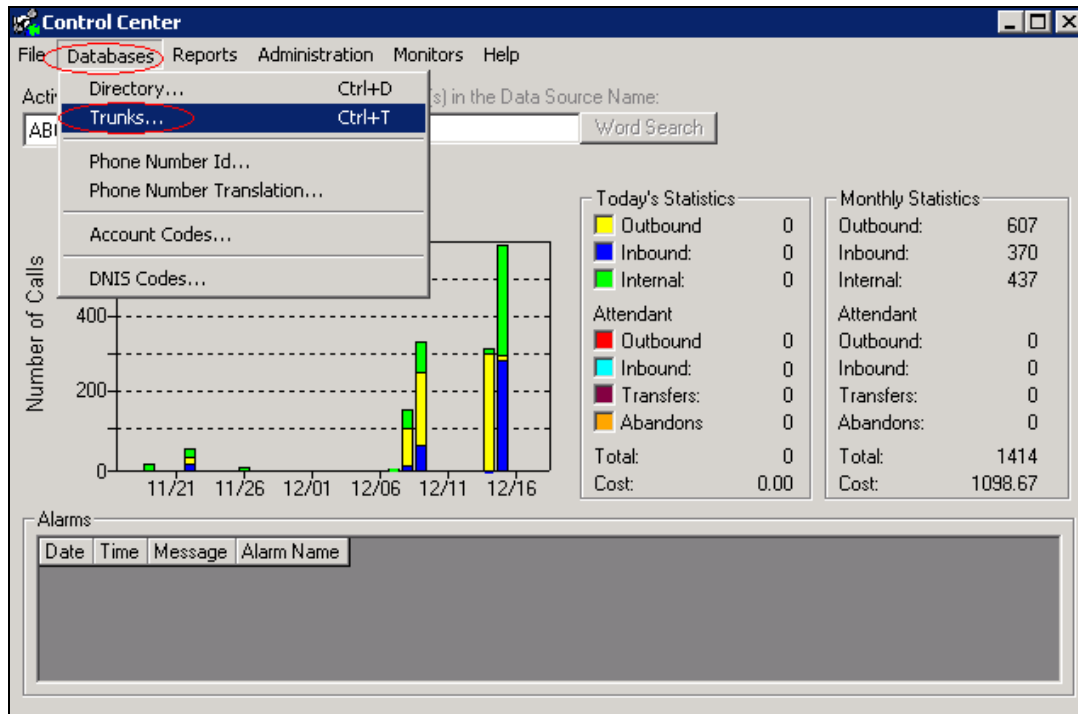 Control Center
File Databases Reports Administration Monitors Help
Directory... Ctrl+D
Trunks... Ctrl+T
Phone Number Id...
Phone Number Translation...
Account Codes...
DNIS Codes...
in the Data Source Name:
Word Search
Number of Calls
400
200
0
11/21 11/26 12/01 12/06 12/11 12/16
Today's Statistics
Outbound 0
Inbound: 0
Internal: 0
Attendant
Outbound 0
Inbound: 0
Transfers: 0
Abandons 0
Total: 0
Cost: 0.00
Monthly Statistics
Outbound: 607
Inbound: 370
Internal: 437
Attendant
Outbound: 0
Inbound: 0
Transfers: 0
Abandons: 0
Total: 1414
Cost: 1098.67
Alarms
Date Time Message Alarm Name